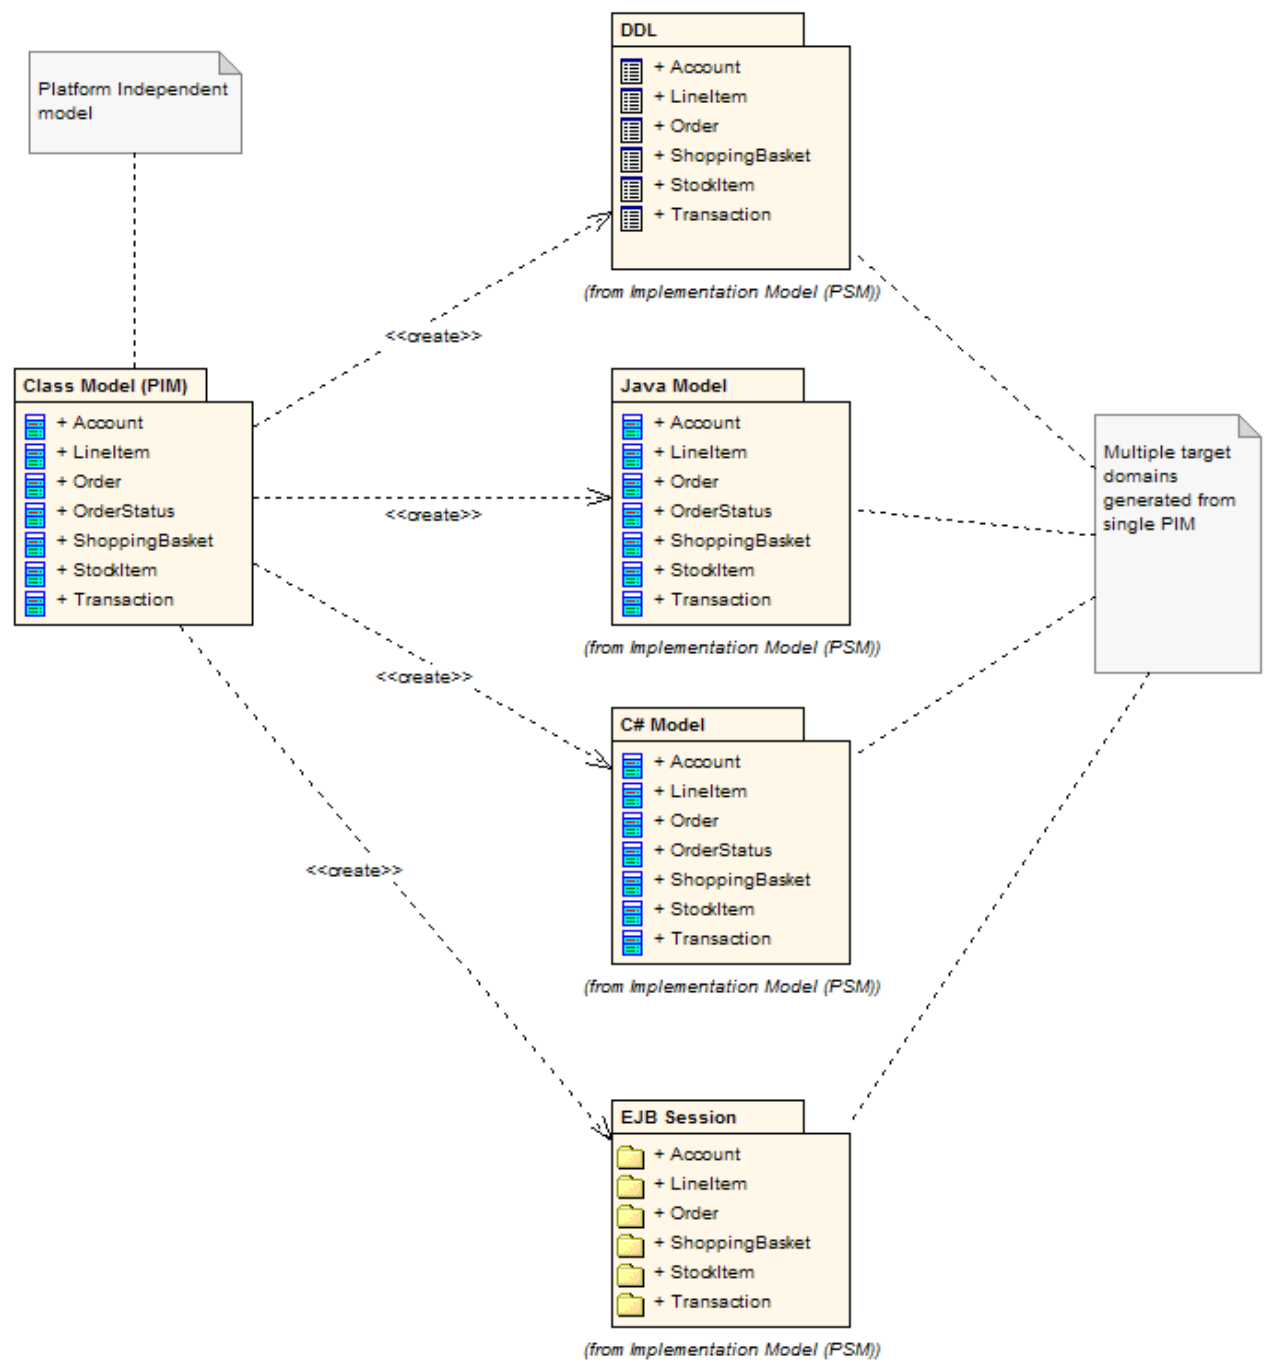 Platform Independent
model
DDL
+ Account
+ LineItem
+ Order
+ ShoppingBasket
+ StockItem
+ Transaction
(from Implementation Model (PSM))
<<create>>
Class Model (PIM)
+ Account
+ LineItem
+ Order
+ OrderStatus
+ ShoppingBasket
+ StockItem
+ Transaction
<<create>>
Java Model
+ Account
+ LineItem
+ Order
+ OrderStatus
+ ShoppingBasket
+ StockItem
+ Transaction
(from Implementation Model (PSM))
Multiple target
domains
generated from
single PIM
<<create>>
C# Model
+ Account
+ LineItem
+ Order
+ OrderStatus
+ ShoppingBasket
+ StockItem
+ Transaction
(from Implementation Model (PSM))
<<create>>
EJB Session
+ Account
+ LineItem
+ Order
+ ShoppingBasket
+ StockItem
+ Transaction
(from Implementation Model (PSM))